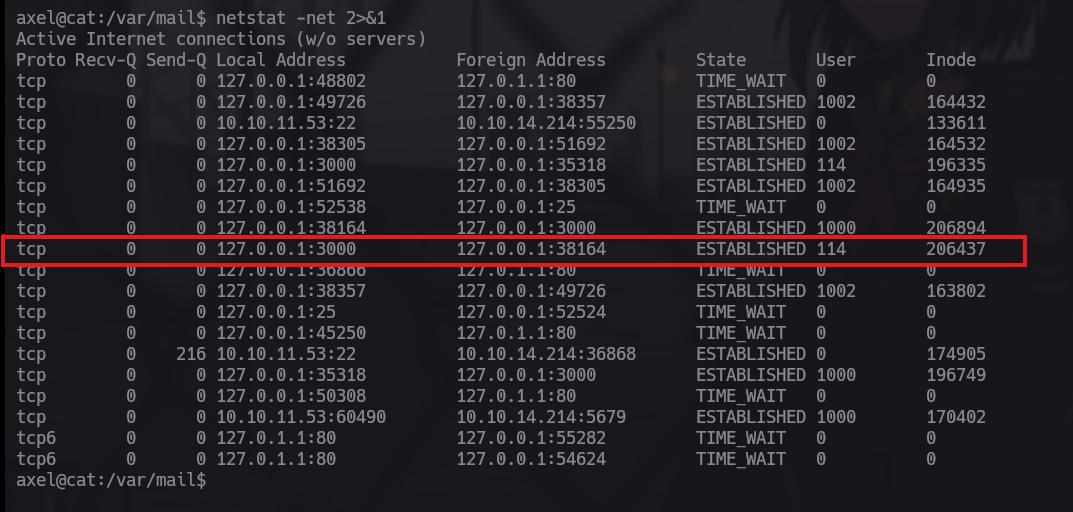 axel@cat:/var/mail$ netstat -net 2>&1
Active Internet connections (w/o servers)
Proto Recv-Q Send-Q Local Address           Foreign Address         State      User       Inode
tcp        0      0 127.0.0.1:48802         127.0.1.1:80            TIME_WAIT  0          0
tcp        0      0 127.0.0.1:49726         127.0.0.1:38357         ESTABLISHED 1002       164432
tcp        0      0 10.10.11.53:22          10.10.14.214:55250      ESTABLISHED 0          133611
tcp        0      0 127.0.0.1:38305         127.0.0.1:51692         ESTABLISHED 1002       164532
tcp        0      0 127.0.0.1:3000          127.0.0.1:35318         ESTABLISHED 114        196335
tcp        0      0 127.0.0.1:51692         127.0.0.1:38305         ESTABLISHED 1002       164935
tcp        0      0 127.0.0.1:52538         127.0.0.1:25            TIME_WAIT  0          0
tcp        0      0 127.0.0.1:38164         127.0.0.1:3000          ESTABLISHED 1000       206894
tcp        0      0 127.0.0.1:3000          127.0.0.1:38164         ESTABLISHED 114        206437
tcp        0      0 127.0.0.1:36866         127.0.1.1:80            TIME_WAIT  0          0
tcp        0      0 127.0.0.1:38357         127.0.0.1:49726         ESTABLISHED 1002       163802
tcp        0      0 127.0.0.1:25            127.0.0.1:52524         TIME_WAIT  0          0
tcp        0      0 127.0.0.1:45250         127.0.1.1:80            TIME_WAIT  0          0
tcp        0    216 10.10.11.53:22          10.10.14.214:36868      ESTABLISHED 0          174905
tcp        0      0 127.0.0.1:35318         127.0.0.1:3000          ESTABLISHED 1000       196749
tcp        0      0 127.0.0.1:50308         127.0.1.1:80            TIME_WAIT  0          0
tcp        0      0 10.10.11.53:60490       10.10.14.214:5679       ESTABLISHED 1000       170402
tcp6       0      0 127.0.1.1:80            127.0.0.1:55282         TIME_WAIT  0          0
tcp6       0      0 127.0.1.1:80            127.0.0.1:54624         TIME_WAIT  0          0
axel@cat:/var/mail$